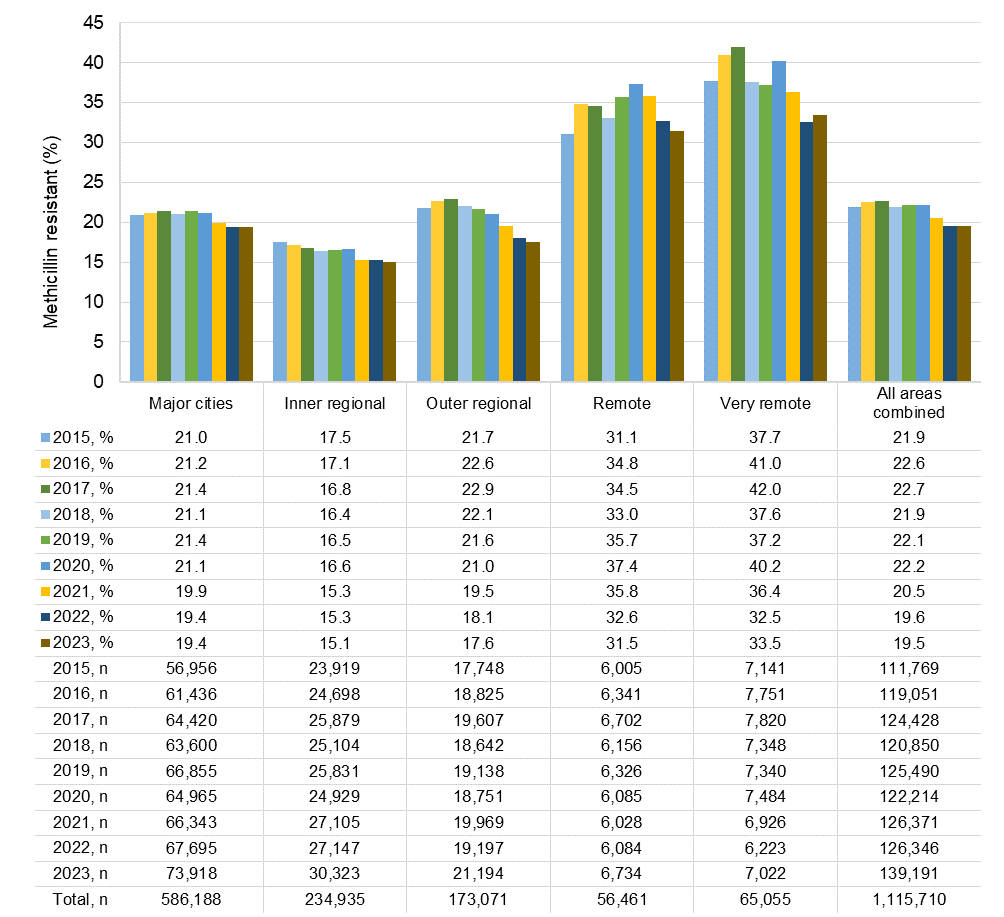 45
40
35
30
25
20
15
10
5
0
Methicillin resistant (%)
Major cities Inner regional Outer regional Remote Very remote All areas combined
2015, % 21.0 17.5 21.7 31.1 37.7 21.9
2016, % 21.2 17.1 22.6 34.8 41.0 22.6
2017, % 21.4 16.8 22.9 34.5 42.0 22.7
2018, % 21.1 16.4 22.1 33.0 37.6 21.9
2019, % 21.4 16.5 21.6 35.7 37.2 22.1
2020, % 21.1 16.6 21.0 37.4 40.2 22.2
2021, % 19.9 15.3 19.5 35.8 36.4 20.5
2022, % 19.4 15.3 18.1 32.6 32.5 19.6
2023, % 19.4 15.1 17.6 31.5 33.5 19.5
2015, n 56,956 23,919 17,748 6,005 7,141 111,769
2016, n 61,436 24,698 18,825 6,341 7,751 119,051
2017, n 64,420 25,879 19,607 6,702 7,820 124,428
2018, n 63,600 25,104 18,642 6,156 7,348 120,850
2019, n 66,855 25,831 19,138 6,326 7,340 125,490
2020, n 64,965 24,929 18,751 6,085 7,484 122,214
2021, n 66,343 27,105 19,969 6,028 6,926 126,371
2022, n 67,695 27,147 19,197 6,084 6,223 126,346
2023, n 73,918 30,323 21,194 6,734 7,022 139,191
Total, n 586,188 234,935 173,071 56,461 65,055 1,115,710